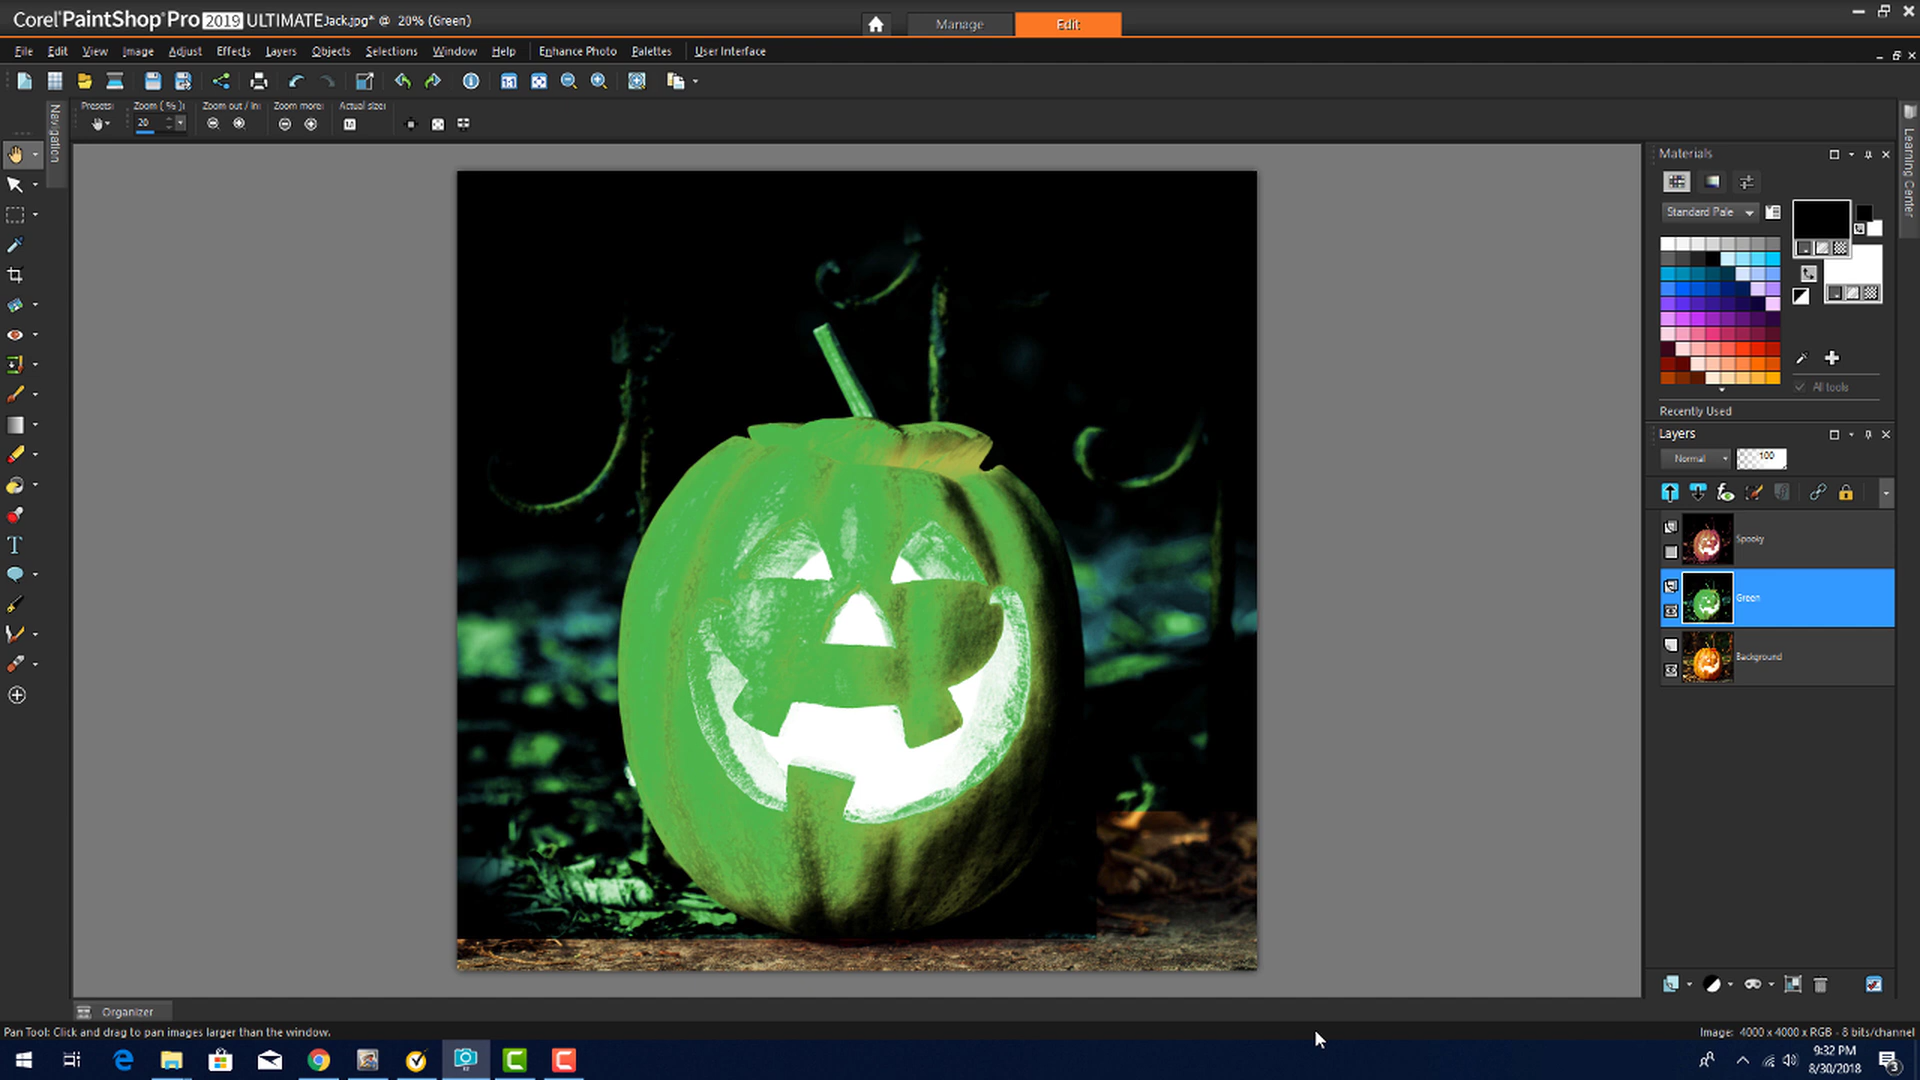 Corel® PaintShop® Pro 2019 ULTIMATE Jack.jpg* @ 20% (Green)
Manage
Edit
File Edit View Image Adjust Effects Layers Objects Selections Window Help Enhance Photo Palettes User Interface
Presets: Zoom ( % ): Zoom out / in: Zoom more: Actual size:
20
Navigation
Learning Center
Materials
Standard Pale
All tools
Recently Used
Layers
Normal 100
Spooky
Green
Background
Organizer
Pan Tool: Click and drag to pan images larger than the window.
Image: 4000 x 4000 x RGB - 8 bits/channel
9:32 PM
8/30/2018
3